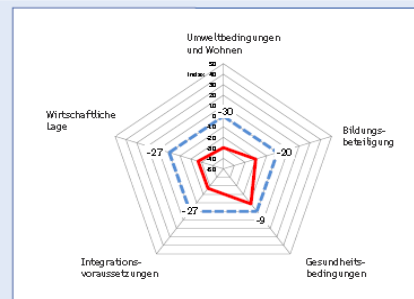 Umweltbedingungen
und Wohnen
50
Index 40
30
20
10
0
-30
-10
-20
-30
-40
-50
Wirtschaftliche
Lage
Bildungs-
beteiligung
-27
-20
-27
-9
Integrations-
voraussetzungen
Gesundheits-
bedingungen